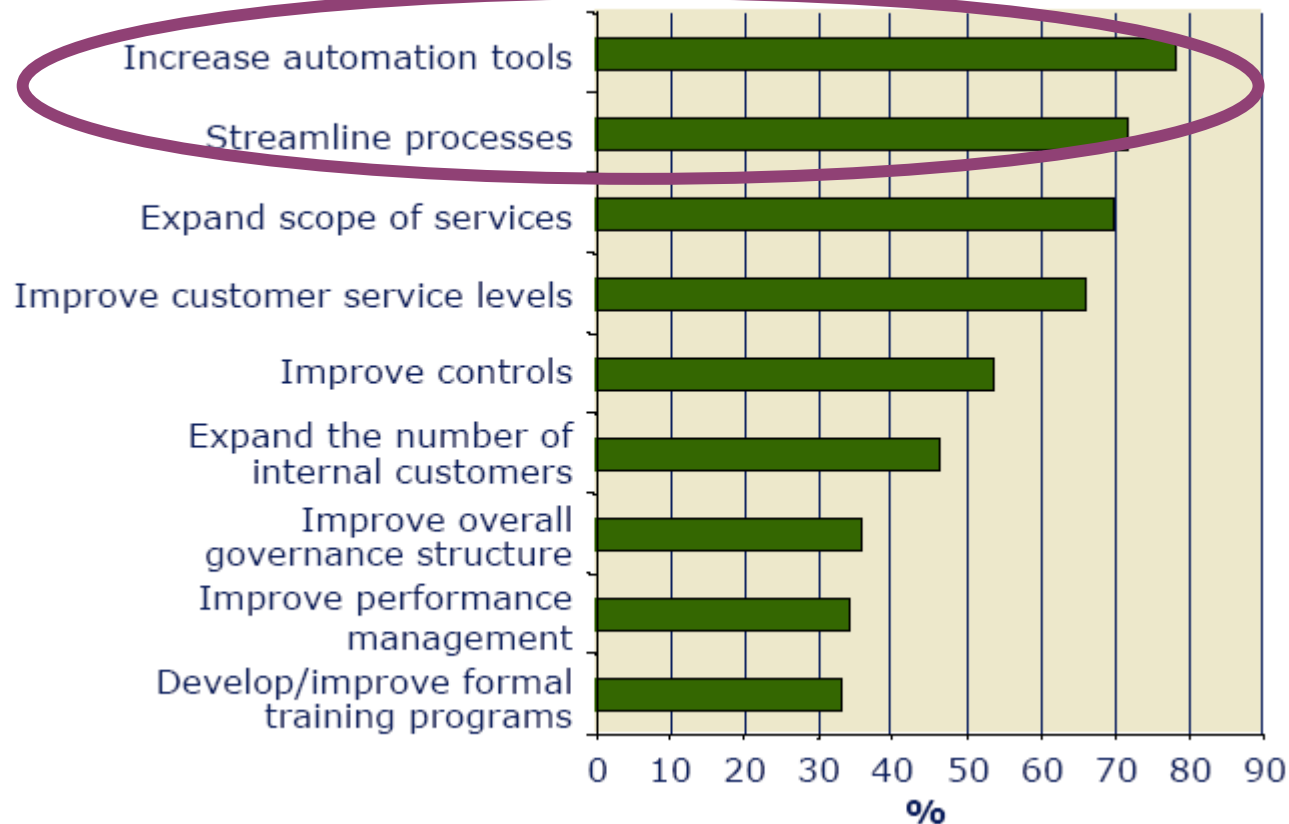 Increase automation tools
Streamline processes
Expand scope of services
Improve customer service levels
Improve controls
Expand the number of
internal customers
Improve overall
governance structure
Improve performance
management
Develop/improve formal
training programs
0 10 20 30 40 50 60 70 80 90
%